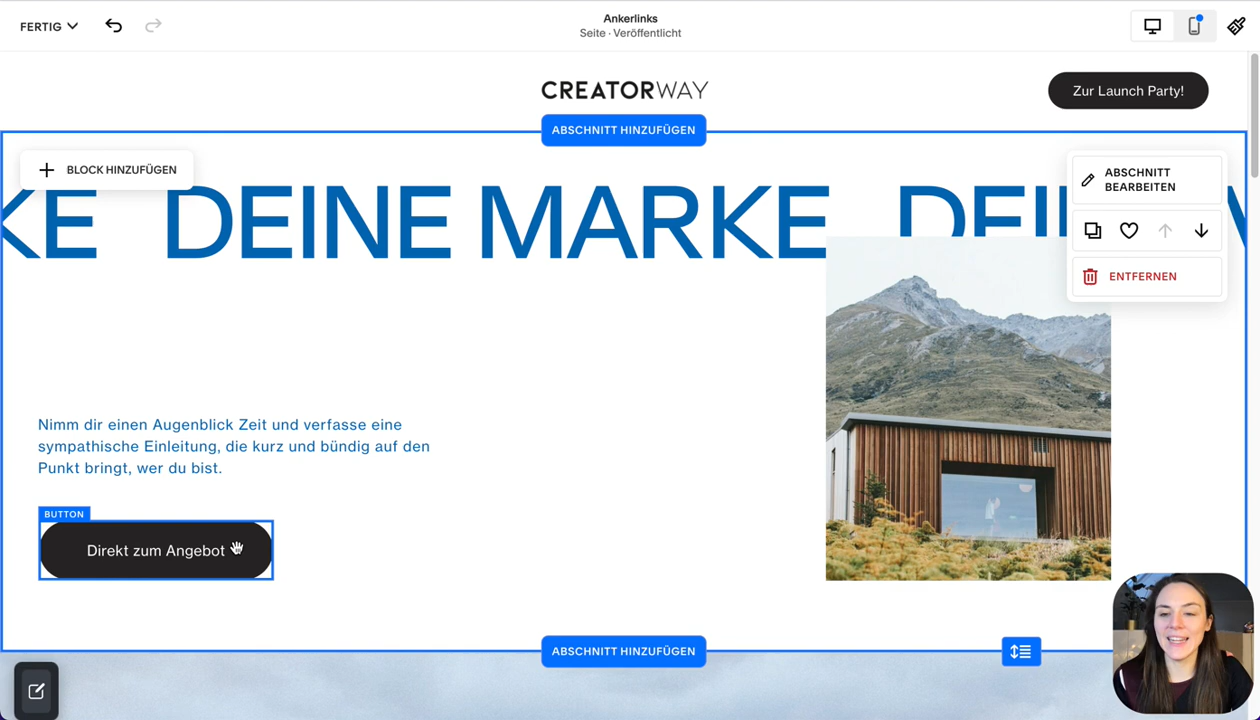 FERTIG
Ankerlinks
Seite · Veröffentlicht
CREATORWAY
Zur Launch Party!
ABSCHNITT HINZUFÜGEN
BLOCK HINZUFÜGEN
ABSCHNITT
BEARBEITEN
KE DEINE MARKE DEIN
ENTFERNEN
Nimm dir einen Augenblick Zeit und verfasse eine
sympathische Einleitung, die kurz und bündig auf den
Punkt bringt, wer du bist.
BUTTON
Direkt zum Angebot
ABSCHNITT HINZUFÜGEN